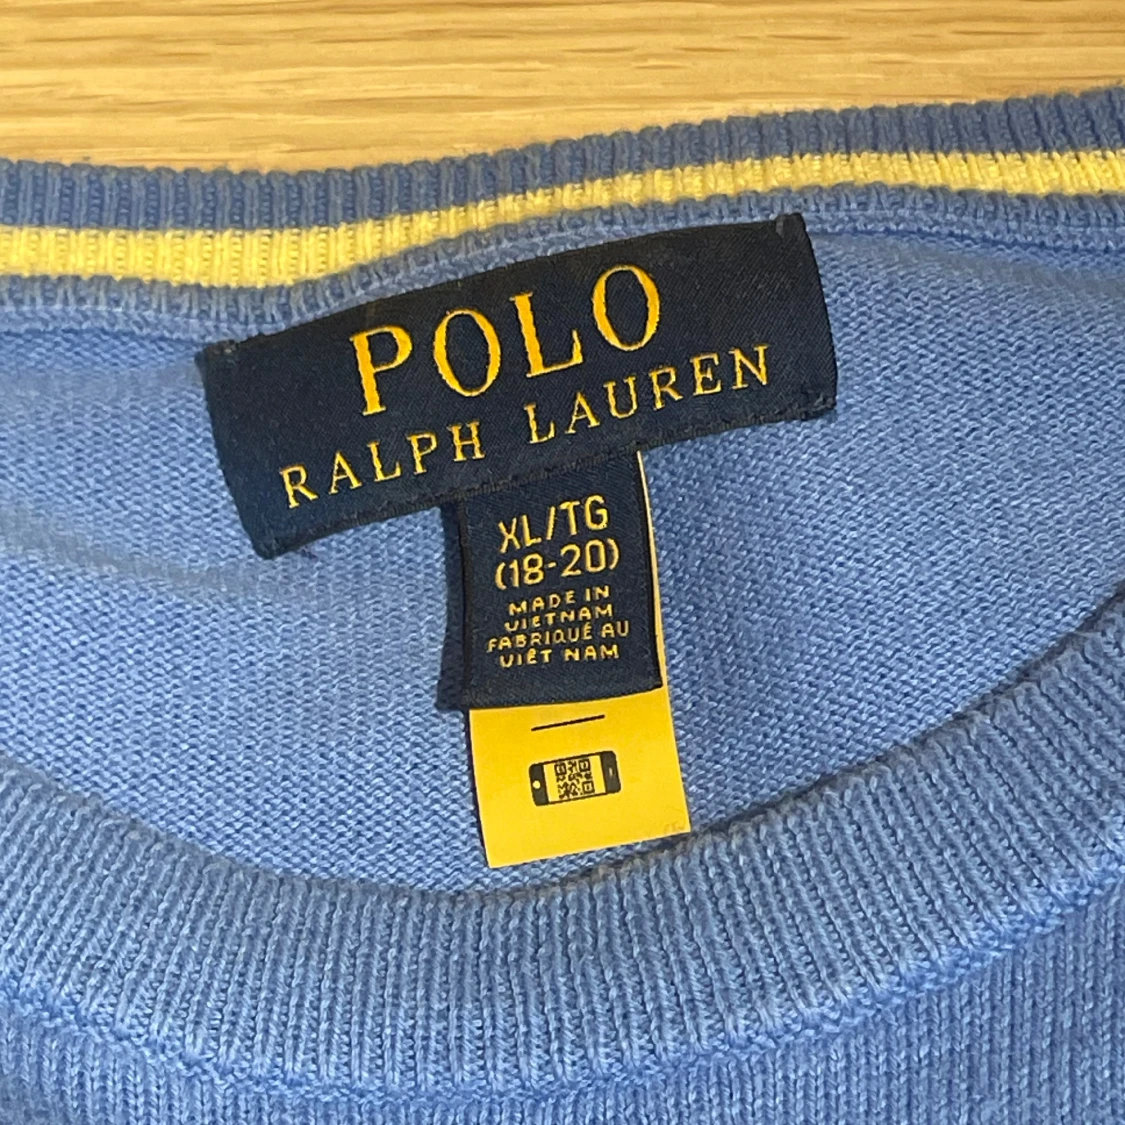 POLO
RALPH LAUREN
XL/TG
(18-20)
MADE IN
VIETNAM
FABRIQUÉ AU
VIÊT NAM